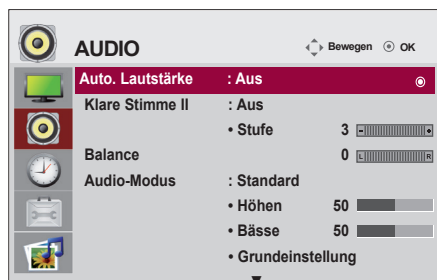 AUDIO Bewegen OK
Auto. Lautstärke : Aus
Klare Stimme II : Aus
• Stufe 3 - +
Balance 0 L R
Audio-Modus : Standard
• Höhen 50
• Bässe 50
• Grundeinstellung